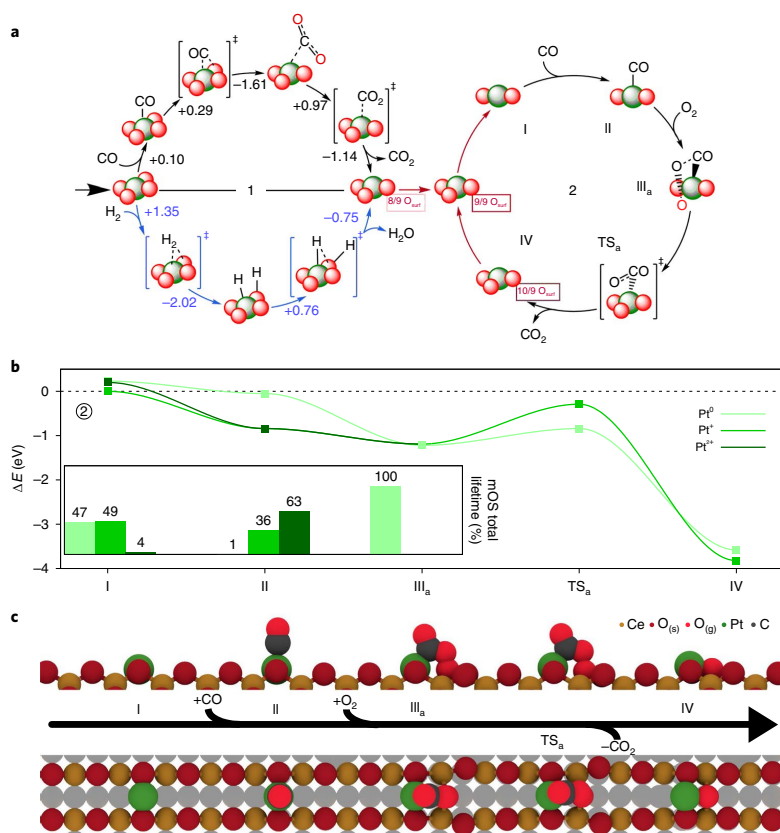 a
OC ‡
−1.61
+0.29
+0.97
C
O
O
CO
CO +0.10
CO₂ ‡
−1.14
CO₂
1
H₂
+1.35
H₂ ‡
−2.02
H H
+0.76
H H ‡
−0.75
H₂O
8/9 Osurf
9/9 Osurf
CO
I
CO
II
O₂
O CO
O
IIIa
2
IV
TSa
O CO ‡
10/9 Osurf
CO₂
b
0
−1
−2
−3
−4
ΔE (eV)
2
Pt⁰
Pt⁺
Pt²⁺
47 49 4
1 36 63
100
mOS total
lifetime (%)
I II IIIa TSa IV
c
Ce O(s) O(g) Pt C
I +CO II +O₂ IIIa IV
TSa −CO₂